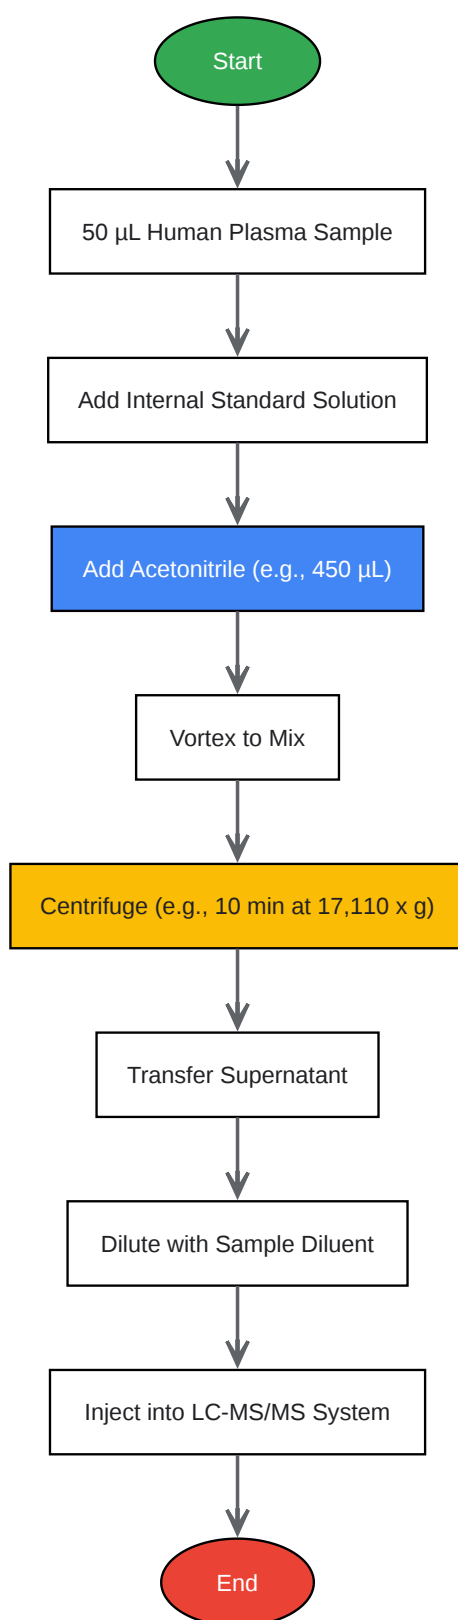 Start
50 µL Human Plasma Sample
Add Internal Standard Solution
Add Acetonitrile (e.g., 450 µL)
Vortex to Mix
Centrifuge (e.g., 10 min at 17,110 x g)
Transfer Supernatant
Dilute with Sample Diluent
Inject into LC-MS/MS System
End